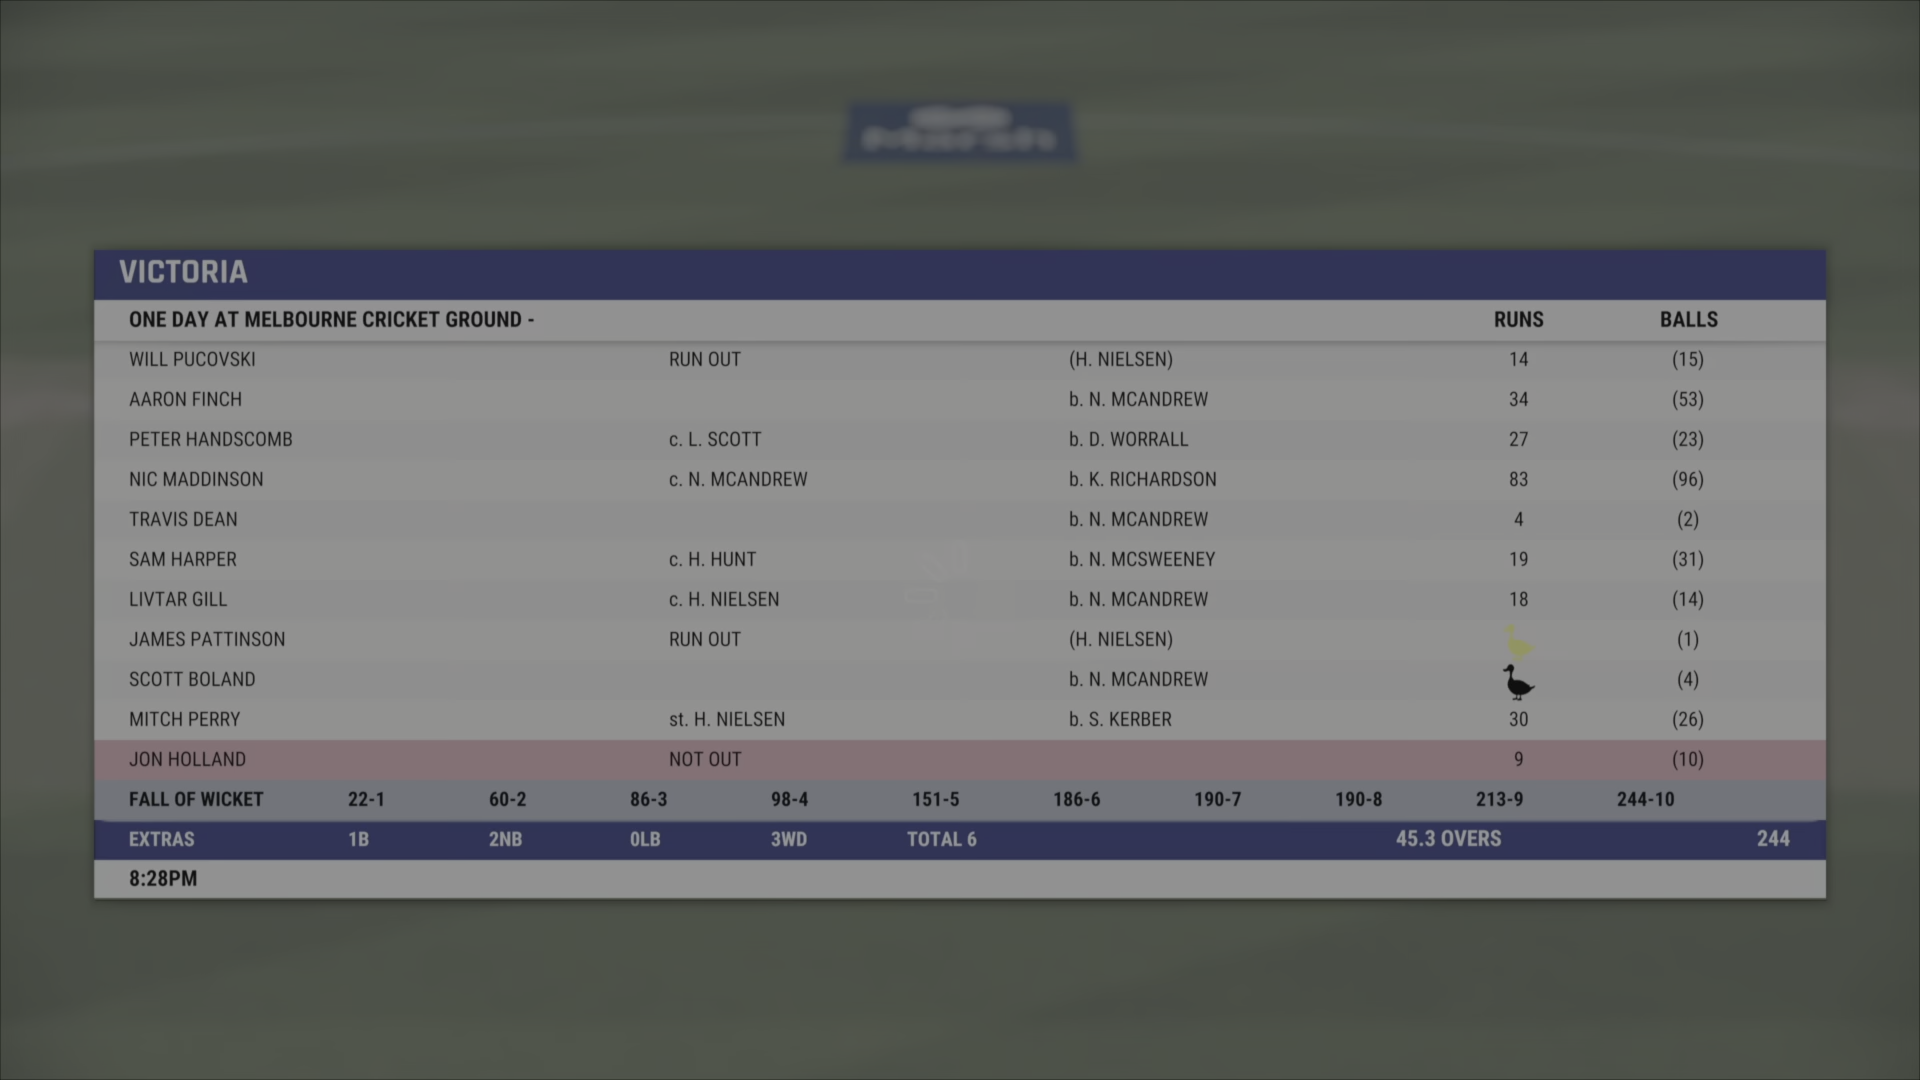 VICTORIA
ONE DAY AT MELBOURNE CRICKET GROUND - RUNS BALLS
WILL PUCOVSKI RUN OUT (H. NIELSEN) 14 (15)
AARON FINCH b. N. MCANDREW 34 (53)
PETER HANDSCOMB c. L. SCOTT b. D. WORRALL 27 (23)
NIC MADDINSON c. N. MCANDREW b. K. RICHARDSON 83 (96)
TRAVIS DEAN b. N. MCANDREW 4 (2)
SAM HARPER c. H. HUNT b. N. MCSWEENEY 19 (31)
LIVTAR GILL c. H. NIELSEN b. N. MCANDREW 18 (14)
JAMES PATTINSON RUN OUT (H. NIELSEN) (1)
SCOTT BOLAND b. N. MCANDREW (4)
MITCH PERRY st. H. NIELSEN b. S. KERBER 30 (26)
JON HOLLAND NOT OUT 9 (10)
FALL OF WICKET 22-1 60-2 86-3 98-4 151-5 186-6 190-7 190-8 213-9 244-10
EXTRAS 1B 2NB 0LB 3WD TOTAL 6 45.3 OVERS 244
8:28PM